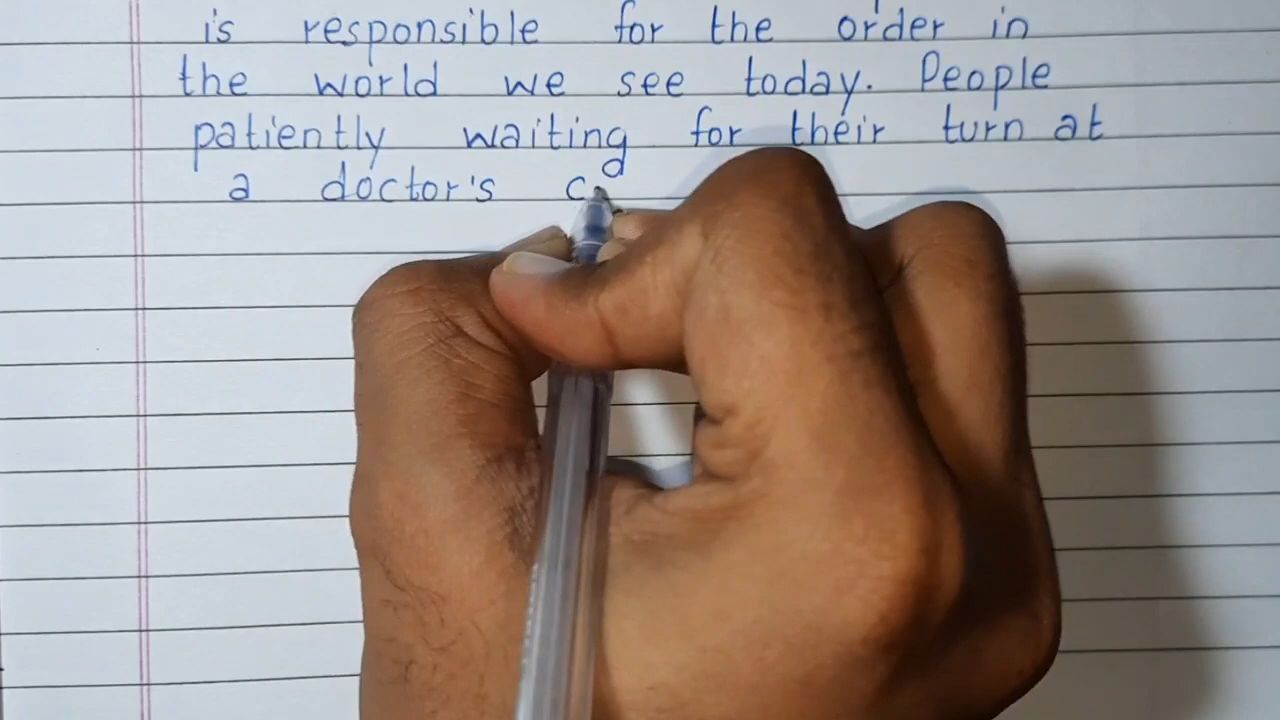 is responsible for the order in
the world we see today. People
patiently waiting for their turn at
a doctor's c